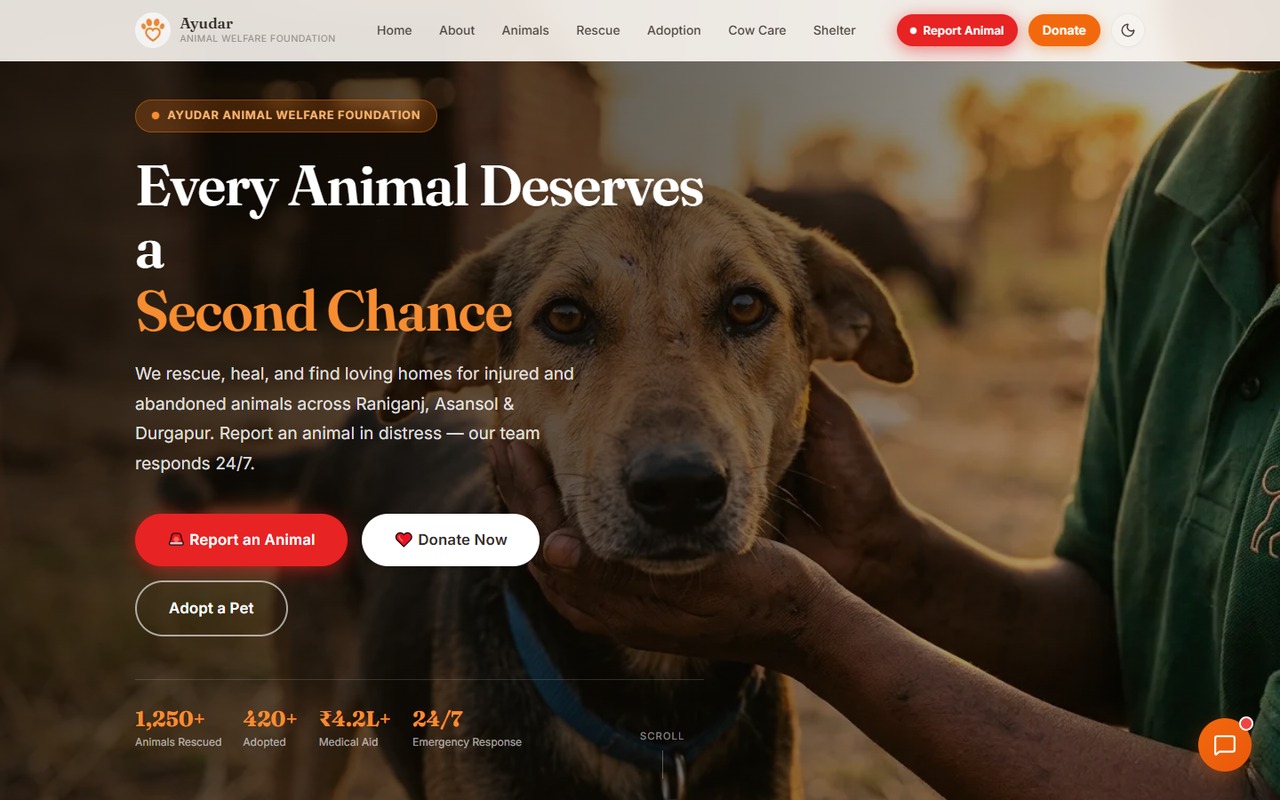 Ayudar
ANIMAL WELFARE FOUNDATION
Home
About
Animals
Rescue
Adoption
Cow Care
Shelter
Report Animal
Donate
AYUDAR ANIMAL WELFARE FOUNDATION
Every Animal Deserves
a
Second Chance
We rescue, heal, and find loving homes for injured and
abandoned animals across Raniganj, Asansol &
Durgapur. Report an animal in distress — our team
responds 24/7.
🚨 Report an Animal
❤️ Donate Now
Adopt a Pet
1,250+
Animals Rescued
420+
Adopted
₹4.2L+
Medical Aid
24/7
Emergency Response
SCROLL